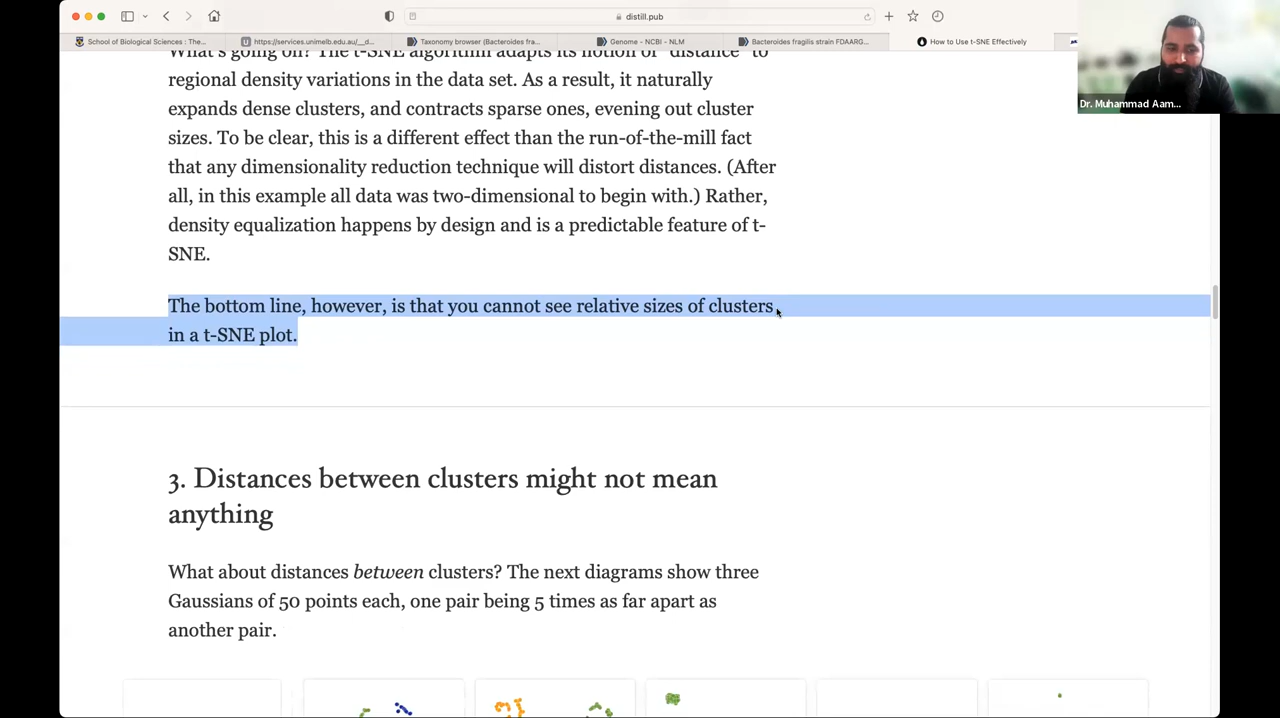 distill.pub
School of Biological Sciences : The...
https://services.unimelb.edu.au/__d...
Taxonomy browser (Bacteroides fra...
Genome - NCBI - NLM
Bacteroides fragilis strain FDAARG...
How to Use t-SNE Effectively
Dr. Muhammad Aam...
What's going on? The t-SNE algorithm adapts its notion of "distance" to
regional density variations in the data set. As a result, it naturally
expands dense clusters, and contracts sparse ones, evening out cluster
sizes. To be clear, this is a different effect than the run-of-the-mill fact
that any dimensionality reduction technique will distort distances. (After
all, in this example all data was two-dimensional to begin with.) Rather,
density equalization happens by design and is a predictable feature of t-
SNE.
The bottom line, however, is that you cannot see relative sizes of clusters
in a t-SNE plot.
3. Distances between clusters might not mean
anything
What about distances between clusters? The next diagrams show three
Gaussians of 50 points each, one pair being 5 times as far apart as
another pair.